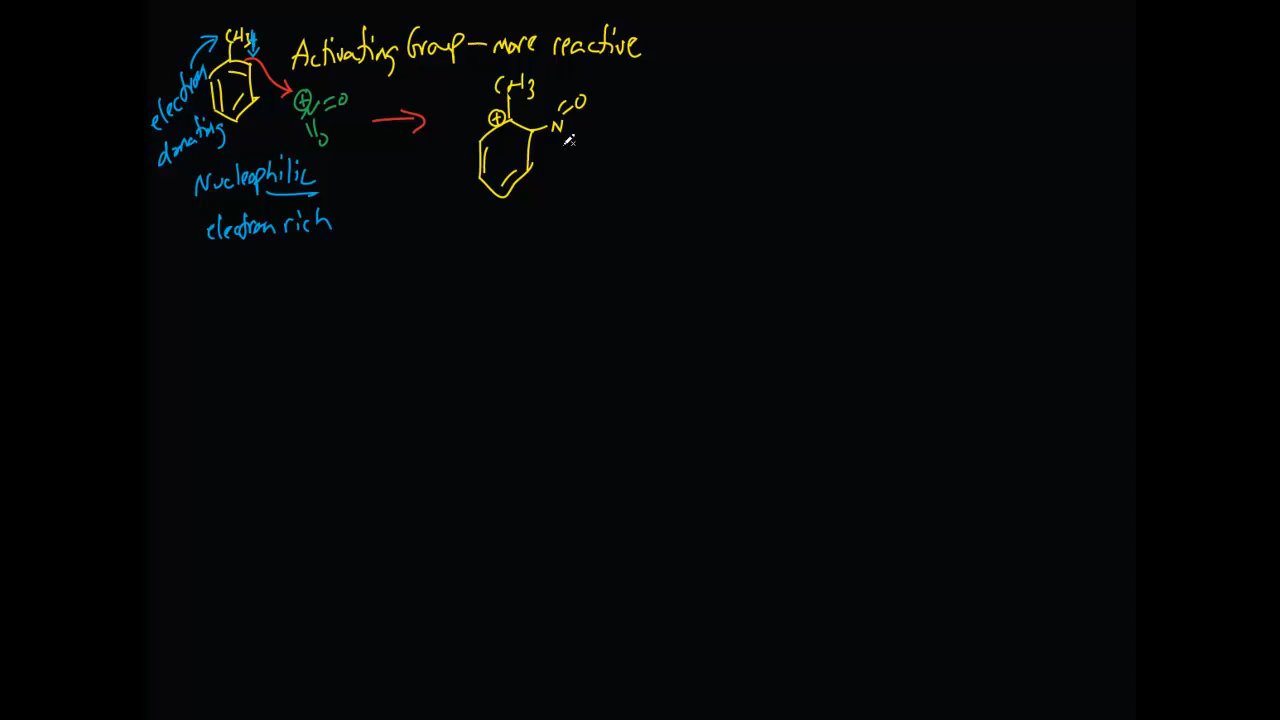 CH3
Activating Group – more reactive
electron
donating
⊕
N=O
O
CH3
⊕
N=O
Nucleophilic
electron rich